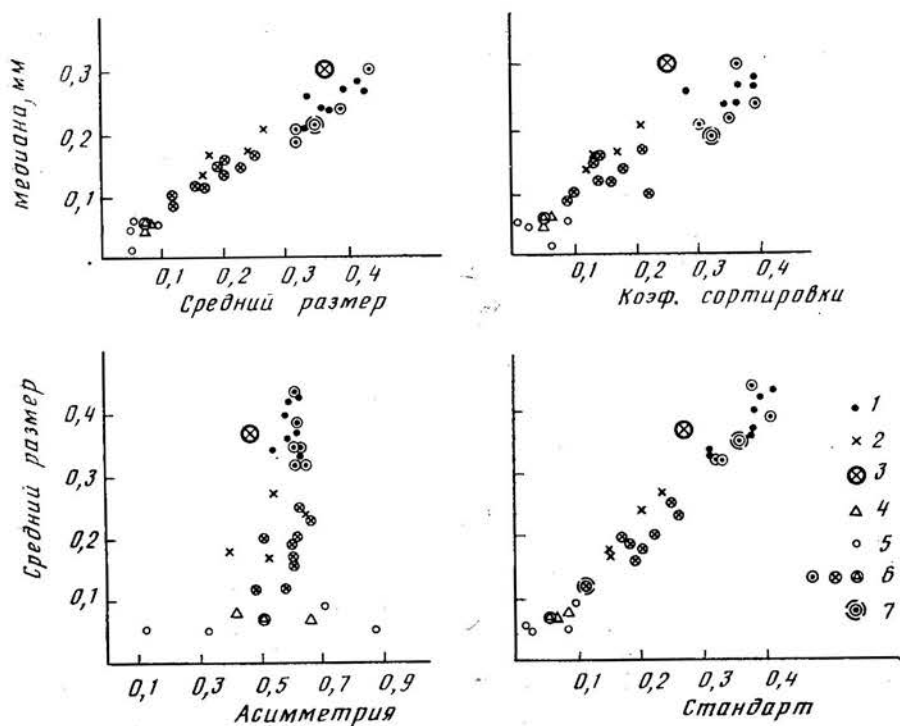 Медиана, мм
0,3
0,2
0,1
0,1 0,2 0,3 0,4
Средний размер
0,1 0,2 0,3 0,4
Коэф. сортировки
Средний размер
0,4
0,3
0,2
0,1
0,1 0,3 0,5 0,7 0,9
Асимметрия
0,1 0,2 0,3 0,4
Стандарт
1
2
3
4
5
6
7